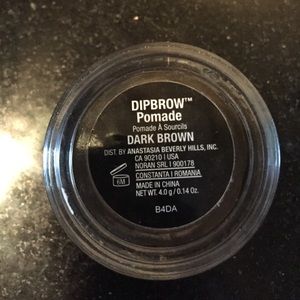 DIPBROW™
Pomade
Pomade À Sourcils
DARK BROWN
DIST. BY ANASTASIA BEVERLY HILLS, INC.
CA 90210 | USA
NORAN SRL | 900178
CONSTANTA | ROMANIA
6M
MADE IN CHINA
NET WT. 4.0 g / 0.14 Oz.
B4DA